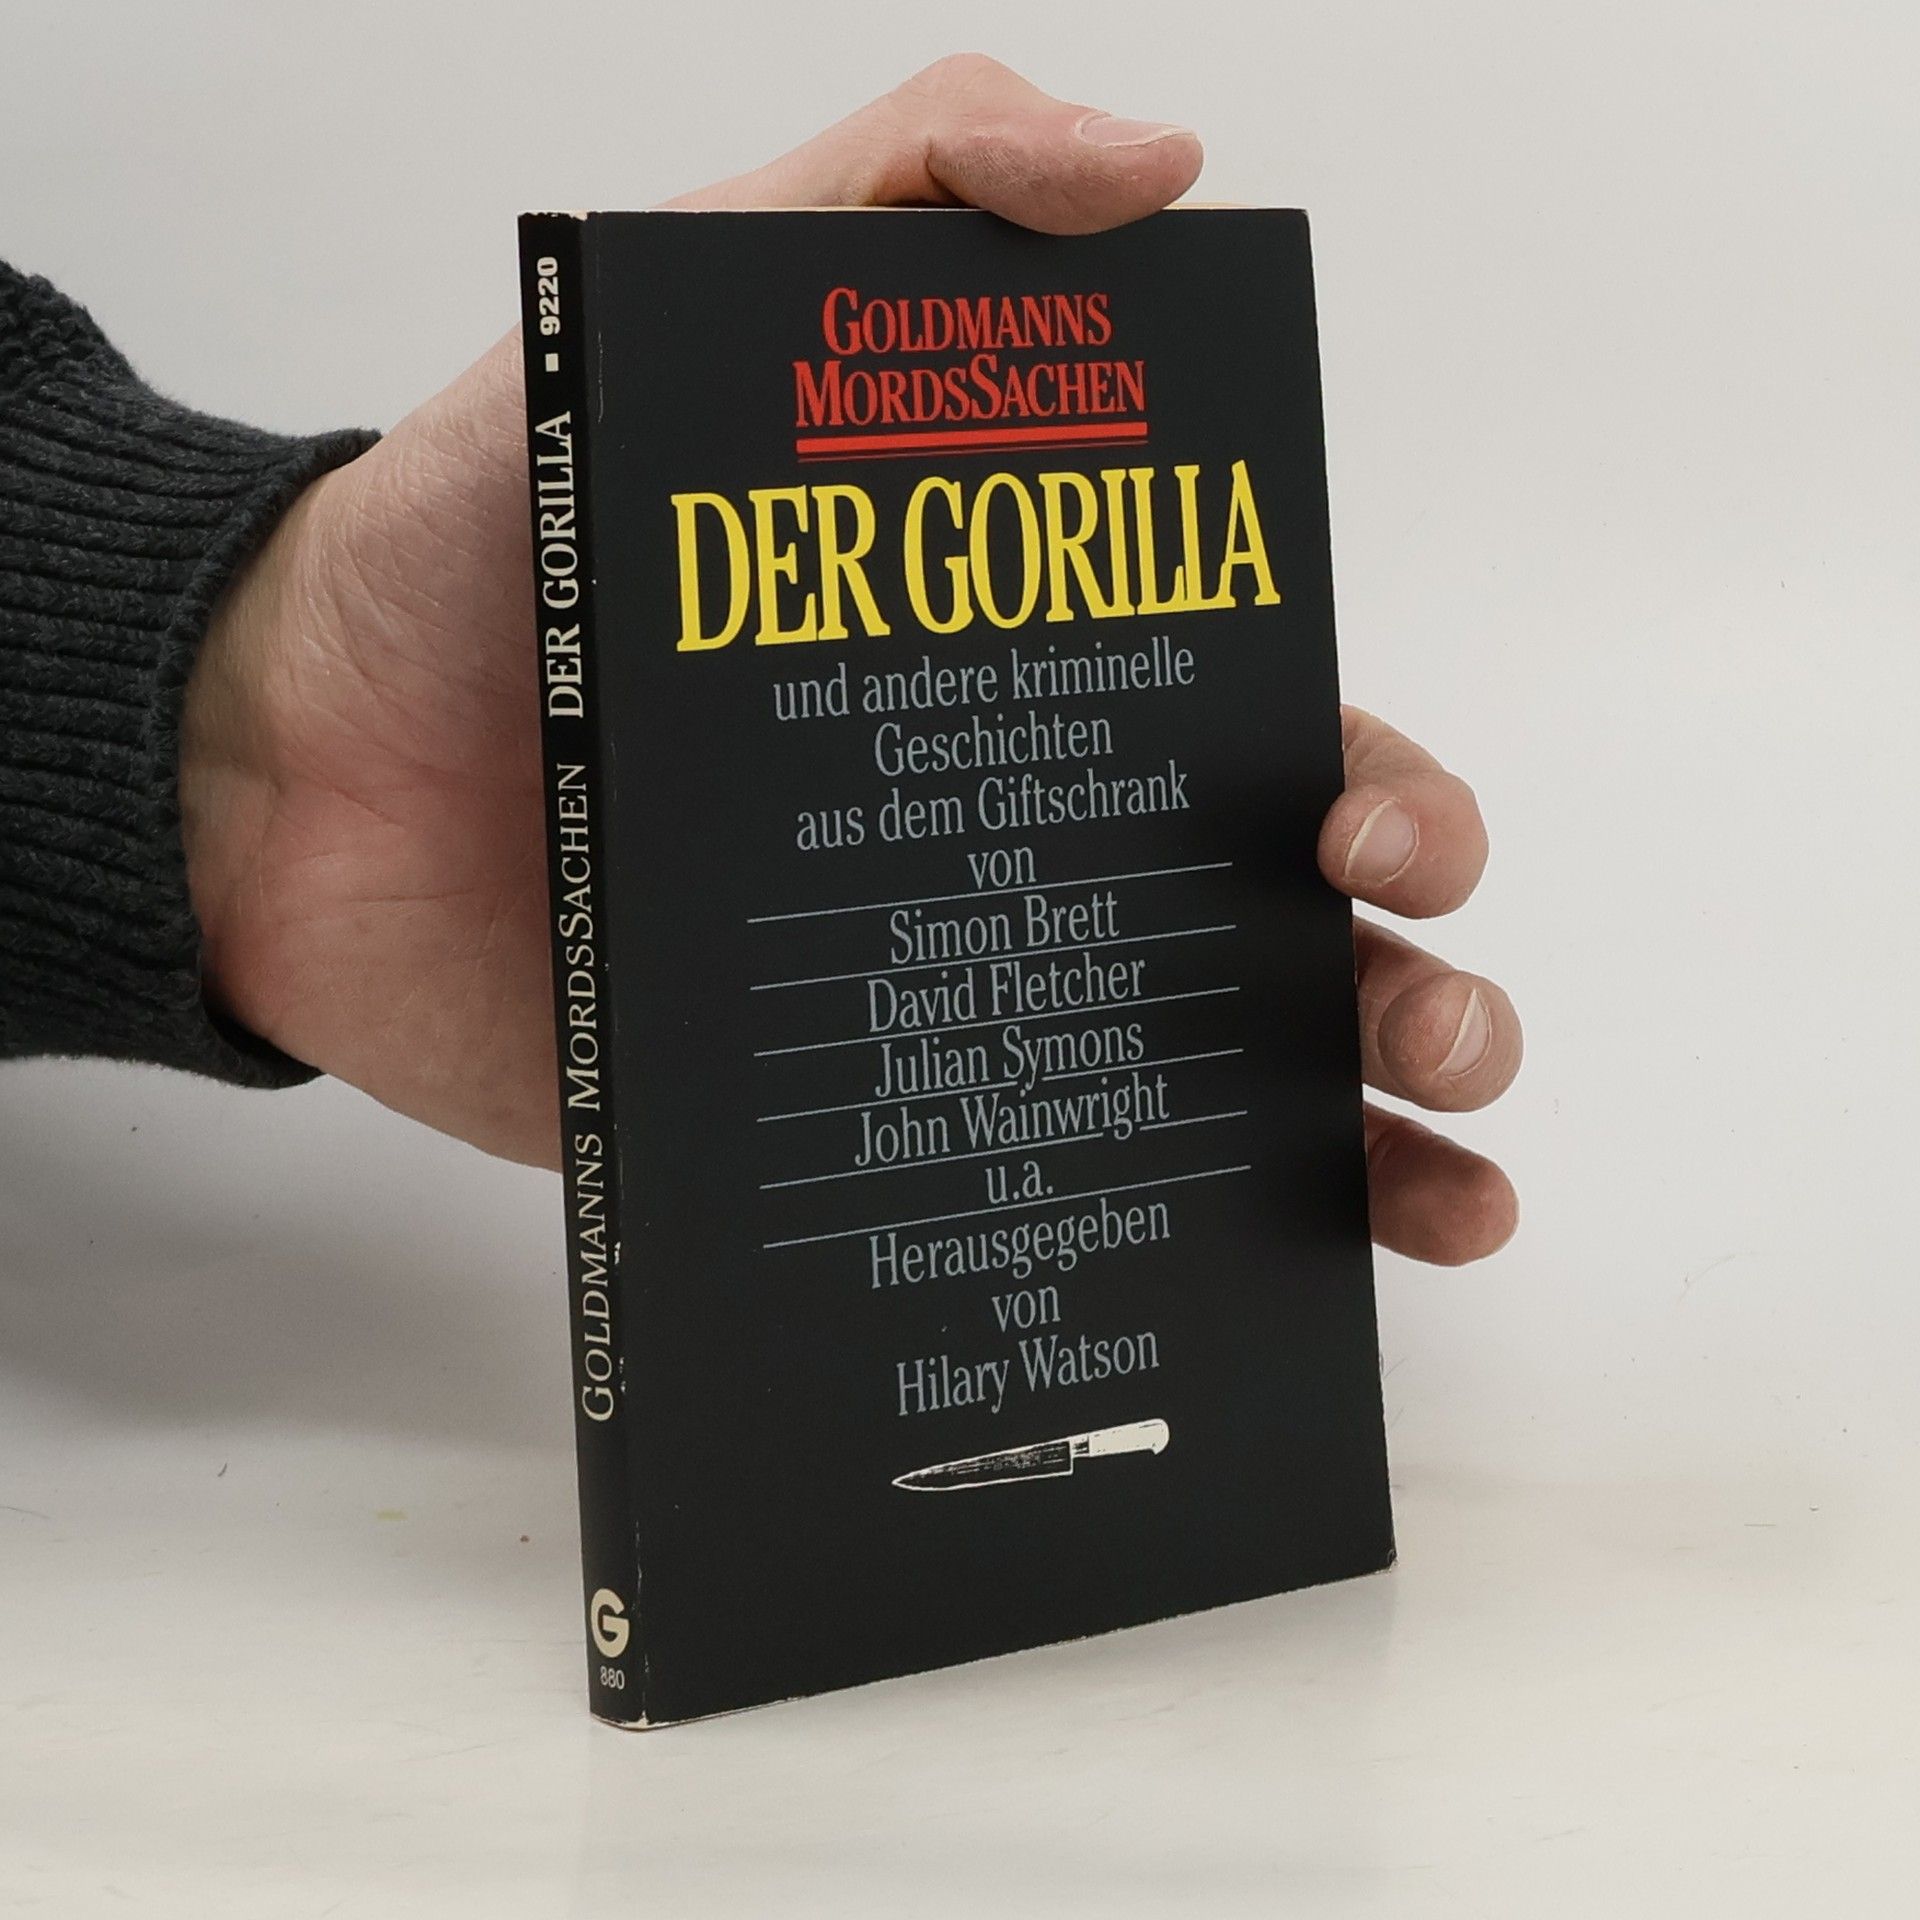 GOLDMANNS
MORDSSACHEN
DER GORILLA
und andere kriminelle
Geschichten
aus dem Giftschrank
von
Simon Brett
David Fletcher
Julian Symons
John Wainwright
u.a.
Herausgegeben
von
Hilary Watson
GOLDMANNS MORDSSACHEN DER GORILLA ▪ 9220
G
880